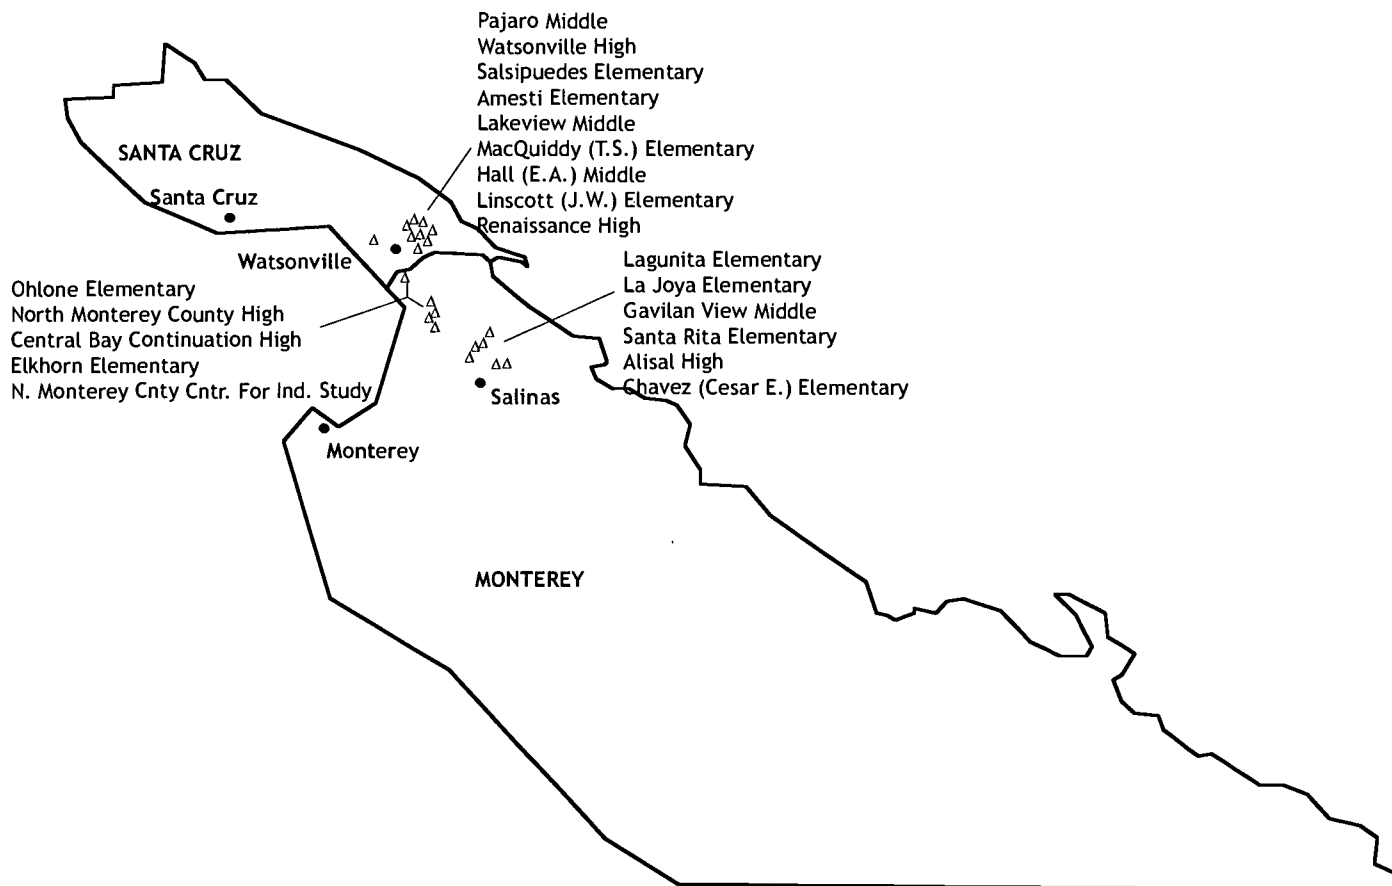 Pajaro Middle
Watsonville High
Salsipuedes Elementary
Amesti Elementary
Lakeview Middle
MacQuiddy (T.S.) Elementary
Hall (E.A.) Middle
Linscott (J.W.) Elementary
Renaissance High
SANTA CRUZ
Santa Cruz
Watsonville
Lagunita Elementary
La Joya Elementary
Gavilan View Middle
Santa Rita Elementary
Alisal High
Chavez (Cesar E.) Elementary
Ohlone Elementary
North Monterey County High
Central Bay Continuation High
Elkhorn Elementary
N. Monterey Cnty Cntr. For Ind. Study
Salinas
Monterey
MONTEREY